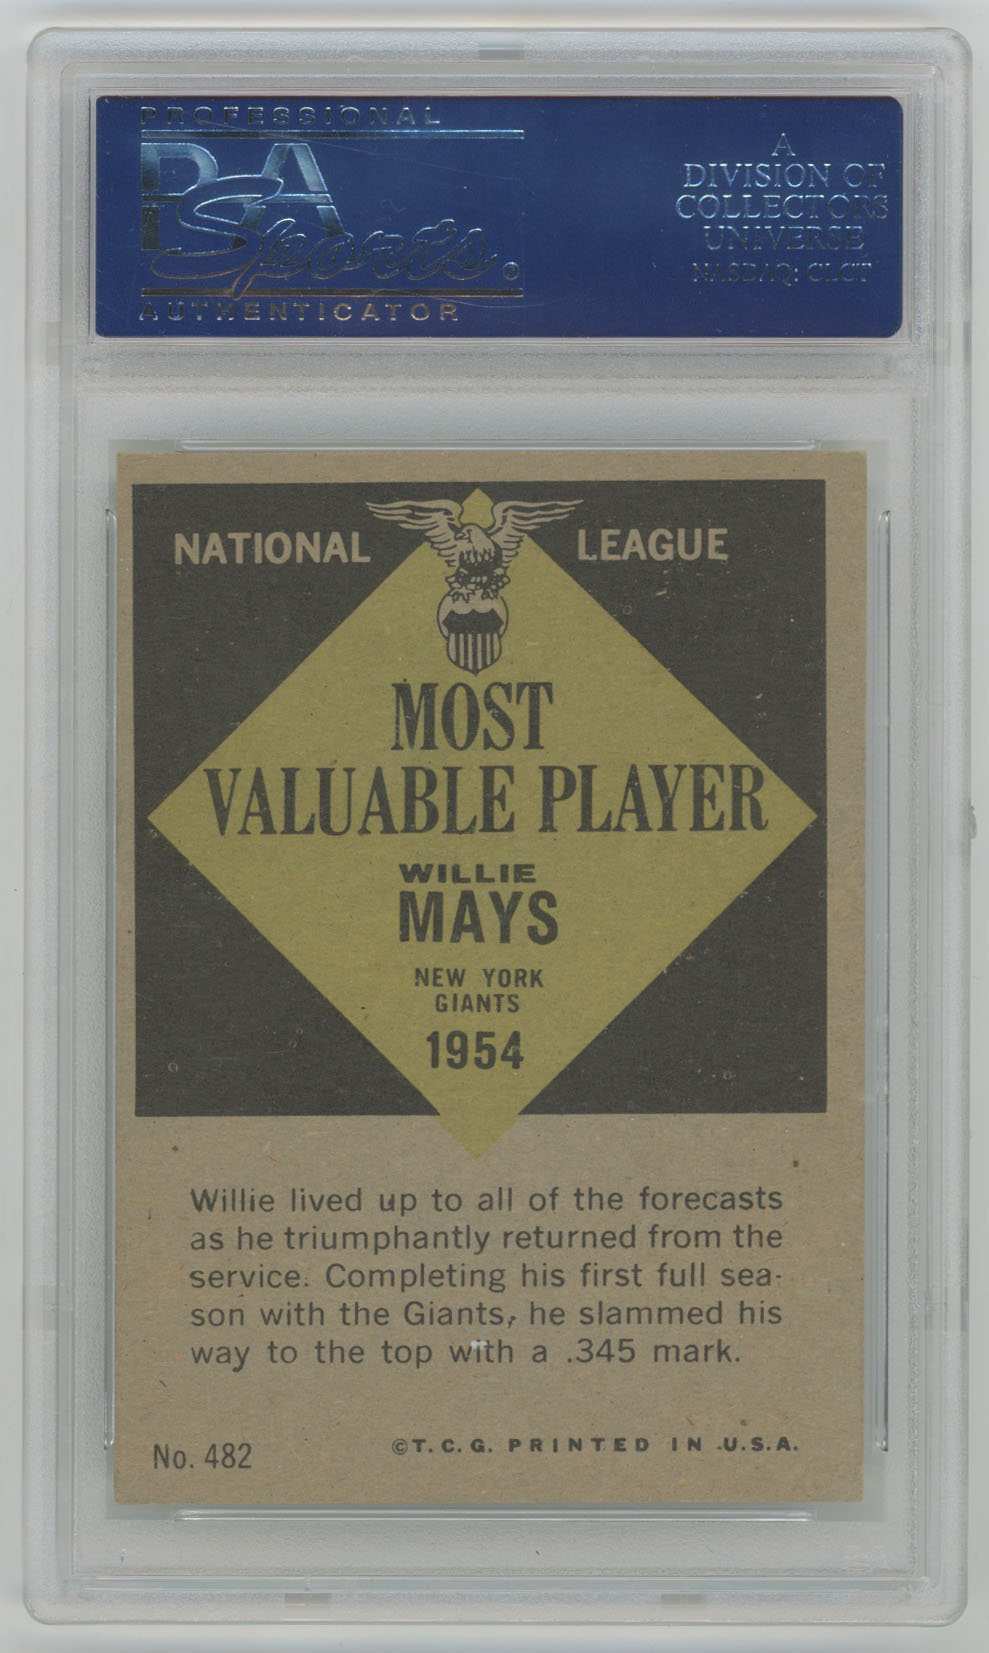 PROFESSIONAL
PSA
Sports ®
AUTHENTICATOR
A
DIVISION OF
COLLECTORS
UNIVERSE
NASDAQ: CLCT
NATIONAL LEAGUE
MOST
VALUABLE PLAYER
WILLIE
MAYS
NEW YORK
GIANTS
1954
Willie lived up to all of the forecasts
as he triumphantly returned from the
service. Completing his first full sea-
son with the Giants, he slammed his
way to the top with a .345 mark.
No. 482 ©T.C.G. PRINTED IN U.S.A.